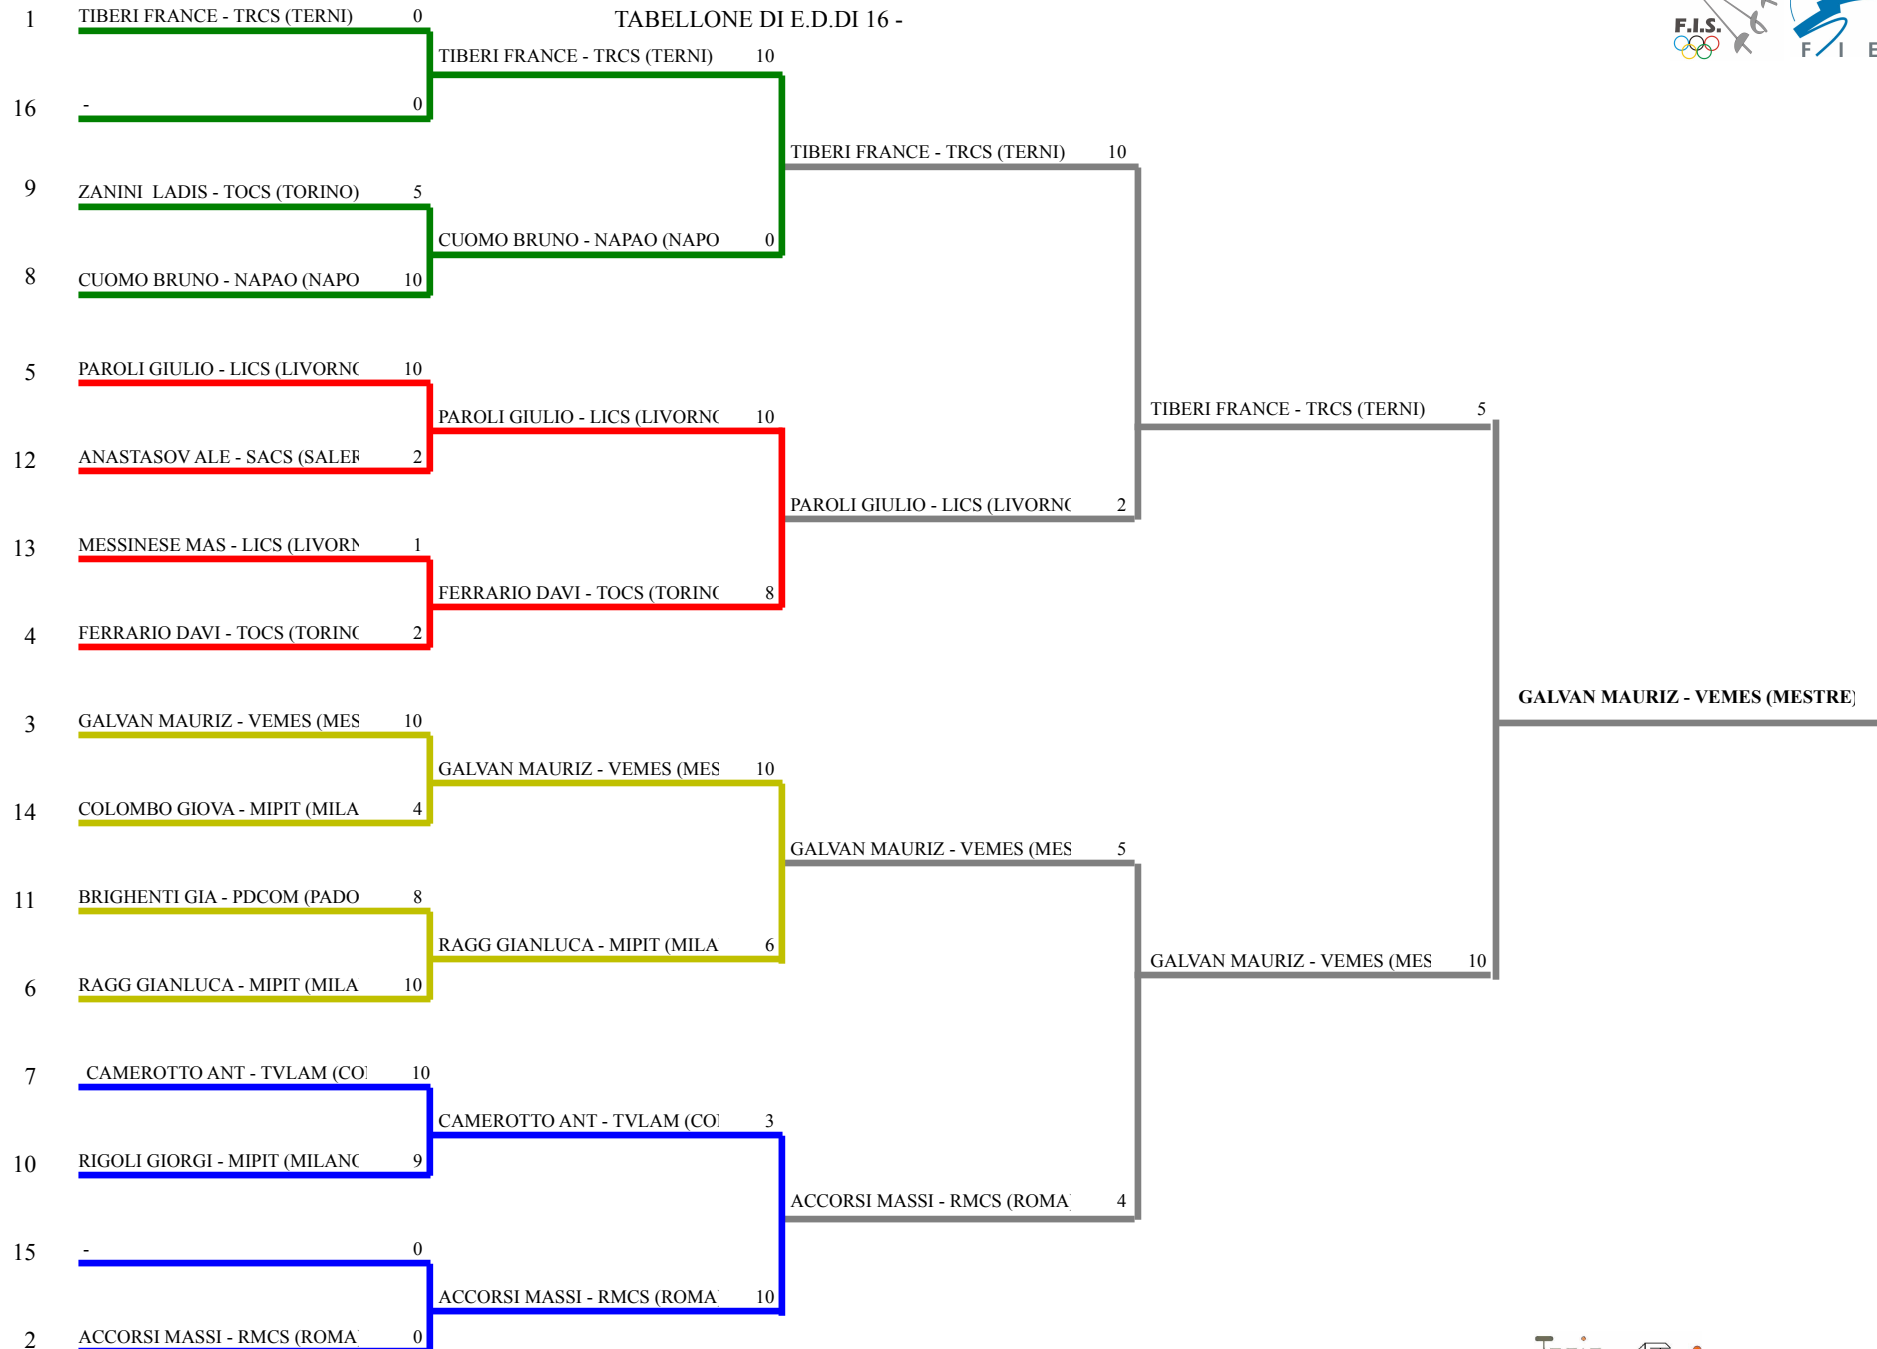 TABELLONE DI E.D.DI 16 -
F.I.S.
F I E
1 TIBERI FRANCE - TRCS (TERNI) 0
TIBERI FRANCE - TRCS (TERNI) 10
16 - 0
TIBERI FRANCE - TRCS (TERNI) 10
9 ZANINI LADIS - TOCS (TORINO) 5
CUOMO BRUNO - NAPAO (NAPO 0
8 CUOMO BRUNO - NAPAO (NAPO 10
5 PAROLI GIULIO - LICS (LIVORNO 10
TIBERI FRANCE - TRCS (TERNI) 5
PAROLI GIULIO - LICS (LIVORNO 10
12 ANASTASOV ALE - SACS (SALER 2
PAROLI GIULIO - LICS (LIVORNO 2
13 MESSINESE MAS - LICS (LIVORN 1
FERRARIO DAVI - TOCS (TORINO 8
4 FERRARIO DAVI - TOCS (TORINO 2
GALVAN MAURIZ - VEMES (MESTRE)
3 GALVAN MAURIZ - VEMES (MES 10
GALVAN MAURIZ - VEMES (MES 10
14 COLOMBO GIOVA - MIPIT (MILA 4
GALVAN MAURIZ - VEMES (MES 5
11 BRIGHENTI GIA - PDCOM (PADO 8
RAGG GIANLUCA - MIPIT (MILA 6
GALVAN MAURIZ - VEMES (MES 10
6 RAGG GIANLUCA - MIPIT (MILA 10
7 CAMEROTTO ANT - TVLAM (CO 10
CAMEROTTO ANT - TVLAM (CO 3
10 RIGOLI GIORGI - MIPIT (MILANO 9
ACCORSI MASSI - RMCS (ROMA 4
15 - 0
ACCORSI MASSI - RMCS (ROMA 10
2 ACCORSI MASSI - RMCS (ROMA 0